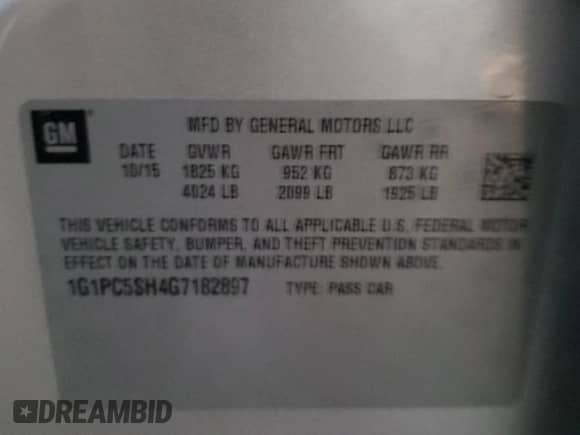 GM
MFD BY GENERAL MOTORS LLC
DATE GVWR GAWR FRT GAWR RR
10/15 1825 KG 952 KG 873 KG
4024 LB 2099 LB 1925 LB
THIS VEHICLE CONFORMS TO ALL APPLICABLE U.S. FEDERAL MOTOR
VEHICLE SAFETY, BUMPER, AND THEFT PREVENTION STANDARDS IN
EFFECT ON THE DATE OF MANUFACTURE SHOWN ABOVE.
1G1PC5SH4G7182897 TYPE: PASS CAR
DREAMBID